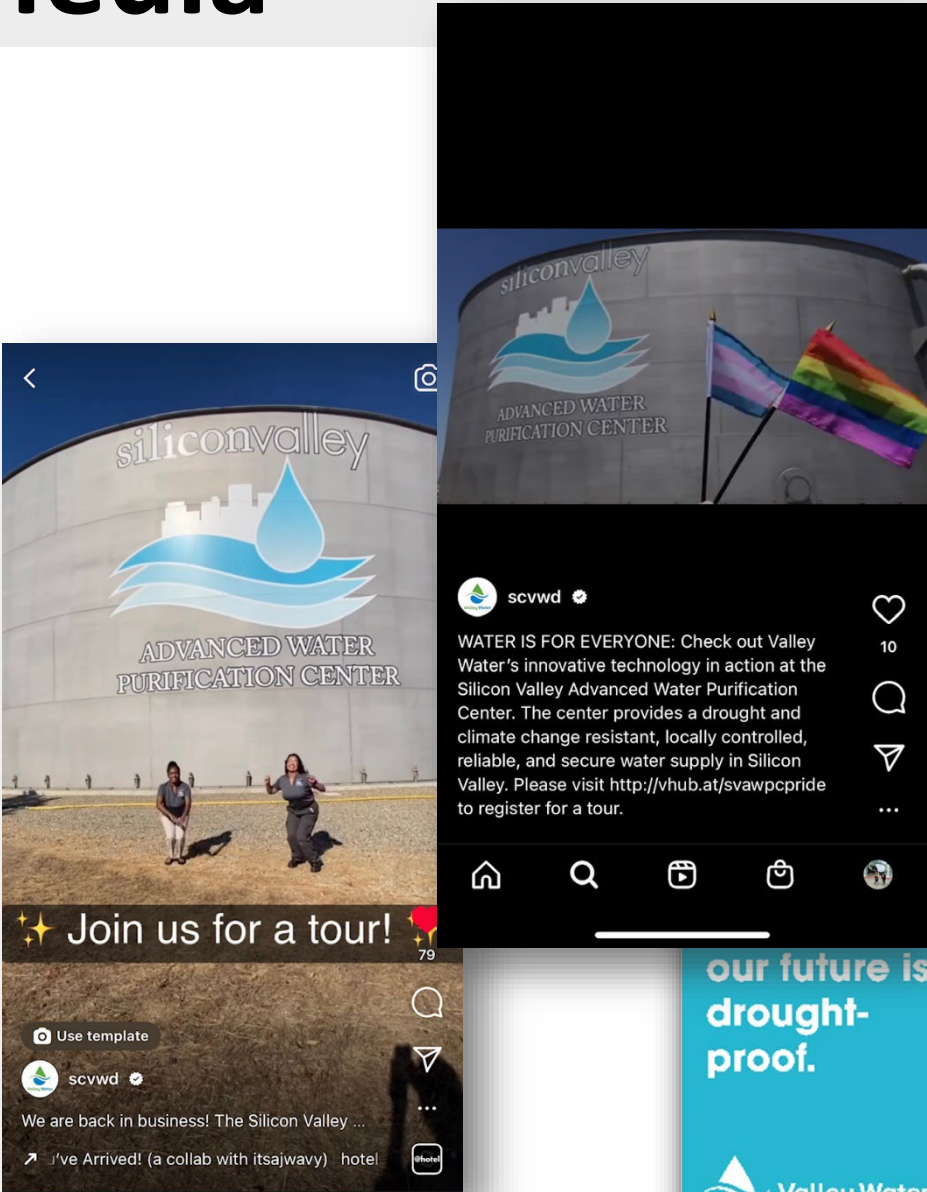 siliconvalley
ADVANCED WATER
PURIFICATION CENTER
Join us for a tour!
79
Use template
scvwd
We are back in business! The Silicon Valley ...
've Arrived! (a collab with itsajwavy) hotel
@hotel
siliconvalley
ADVANCED WATER
PURIFICATION CENTER
scvwd
10
WATER IS FOR EVERYONE: Check out Valley
Water's innovative technology in action at the
Silicon Valley Advanced Water Purification
Center. The center provides a drought and
climate change resistant, locally controlled,
reliable, and secure water supply in Silicon
Valley. Please visit http://vhub.at/svawpcpride
to register for a tour.
our future is
drought-
proof.
Valley Water